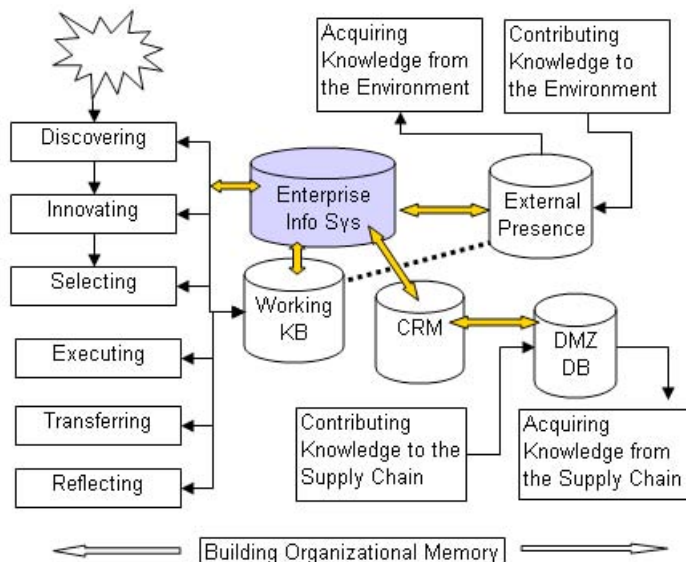 Acquiring
Knowledge from
the Environment
Contributing
Knowledge to
the Environment
Discovering
Innovating
Selecting
Executing
Transferring
Reflecting
Enterprise
Info Sys
External
Presence
Working
KB
CRM
DMZ
DB
Contributing
Knowledge to the
Supply Chain
Acquiring
Knowledge from
the Supply Chain
Building Organizational Memory